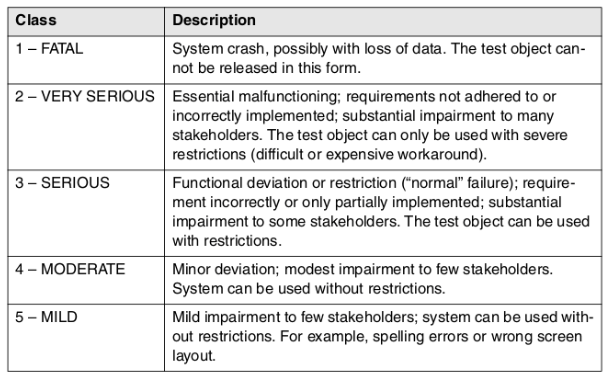 Class Description
1 – FATAL System crash, possibly with loss of data. The test object can-
not be released in this form.
2 – VERY SERIOUS Essential malfunctioning; requirements not adhered to or
incorrectly implemented; substantial impairment to many
stakeholders. The test object can only be used with severe
restrictions (difficult or expensive workaround).
3 – SERIOUS Functional deviation or restriction (“normal” failure); require-
ment incorrectly or only partially implemented; substantial
impairment to some stakeholders. The test object can be used
with restrictions.
4 – MODERATE Minor deviation; modest impairment to few stakeholders.
System can be used without restrictions.
5 – MILD Mild impairment to few stakeholders; system can be used with-
out restrictions. For example, spelling errors or wrong screen
layout.